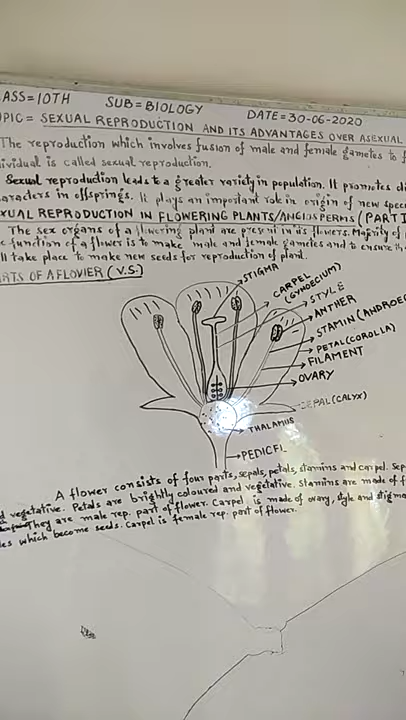 ASS=10TH SUB=BIOLOGY DATE=30-06-2020
OPIC= SEXUAL REPRODUCTION AND ITS ADVANTAGES OVER ASEXUAL
The reproduction which involves fusion of male and female gametes to f
ividual is called sexual reproduction.
Sexual reproduction leads to a greater variety in population. It promotes di
aracters in offsprings. It plays an important role in origin of new speci
XUAL REPRODUCTION IN FLOWERING PLANTS/ANGIOSPERMS (PART I
The sex organs of a flowering plant are present in its flowers. Majority of
e function of a flower is to make male and female gametes and to ensure th
ll take place to make new seeds for reproduction of plant.
ARTS OF A FLOVIER (V.S.)
STIGMA
CARPEL
(GYNOECIUM)
STYLE
ANTHER
STAMIN (ANDROEC
PETAL (COROLLA)
FILAMENT
OVARY
SEPAL (CALYX)
THALAMUS
PEDICEL
A flower consists of four parts, sepals, petals, stamins and carpel. Sep
d vegetative. Petals are brightly coloured and vegetative. Stamins are made of f
They are male rep. part of flower. Carpel is made of ovary, style and stigma
les which become seeds. Carpel is female rep. part of flower.